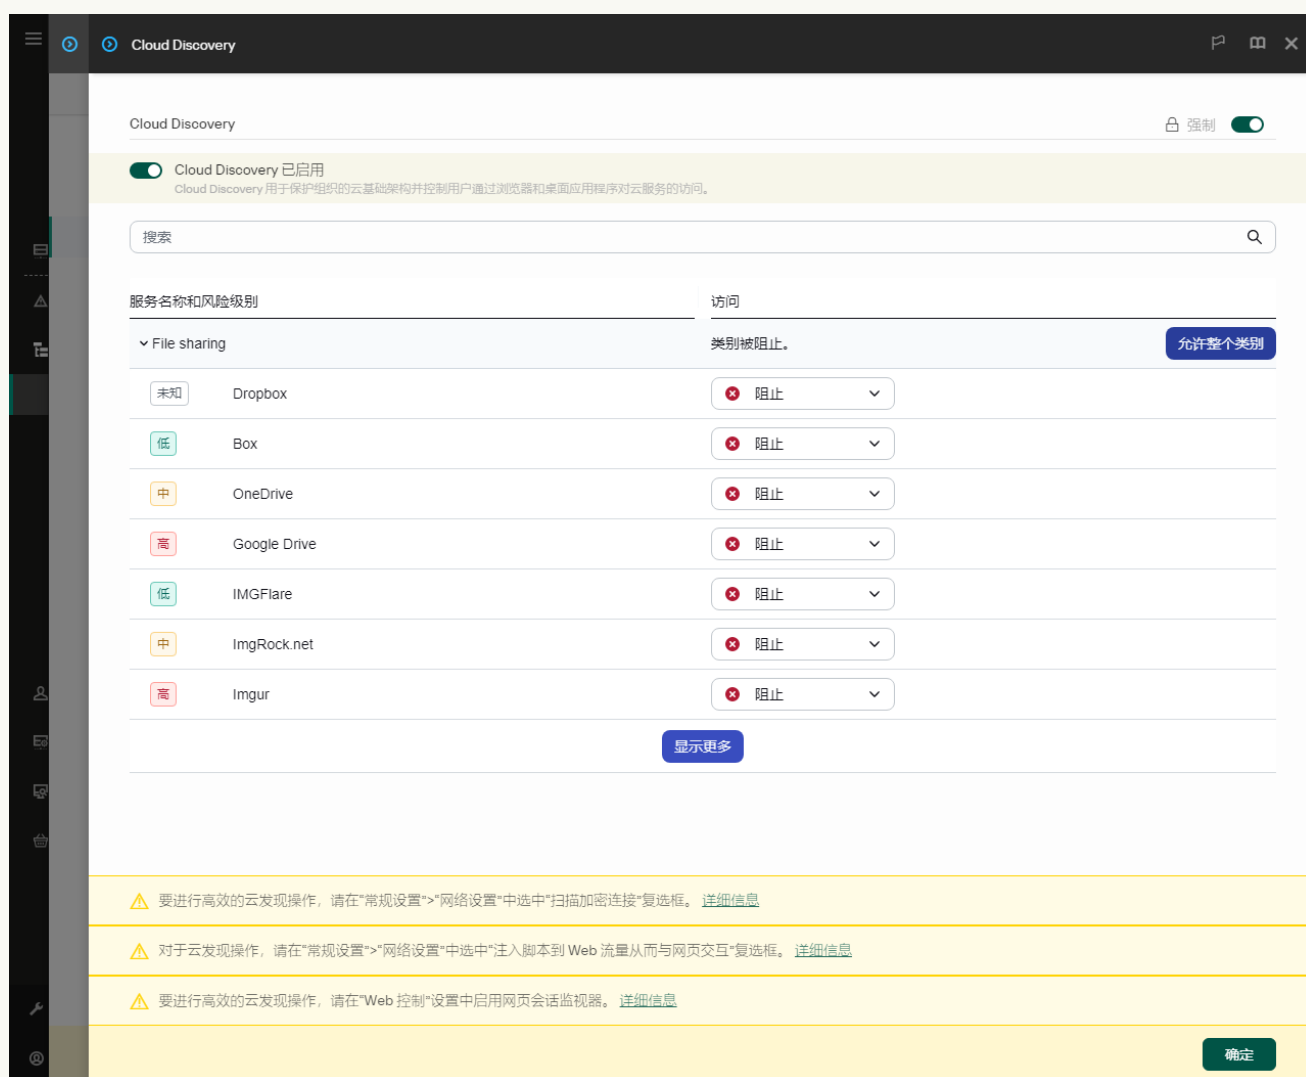 Cloud Discovery
Cloud Discovery
强制
Cloud Discovery 已启用
Cloud Discovery 用于保护组织的云基础架构并控制用户通过浏览器和桌面应用程序对云服务的访问。
搜索
服务名称和风险级别 访问
File sharing 类别被阻止。 允许整个类别
未知 Dropbox 阻止
低 Box 阻止
中 OneDrive 阻止
高 Google Drive 阻止
低 IMGFlare 阻止
中 ImgRock.net 阻止
高 Imgur 阻止
显示更多
要进行高效的云发现操作，请在"常规设置">"网络设置"中选中"扫描加密连接"复选框。 详细信息
对于云发现操作，请在"常规设置">"网络设置"中选中"注入脚本到 Web 流量从而与网页交互"复选框。 详细信息
要进行高效的云发现操作，请在"Web 控制"设置中启用网页会话监视器。 详细信息
确定